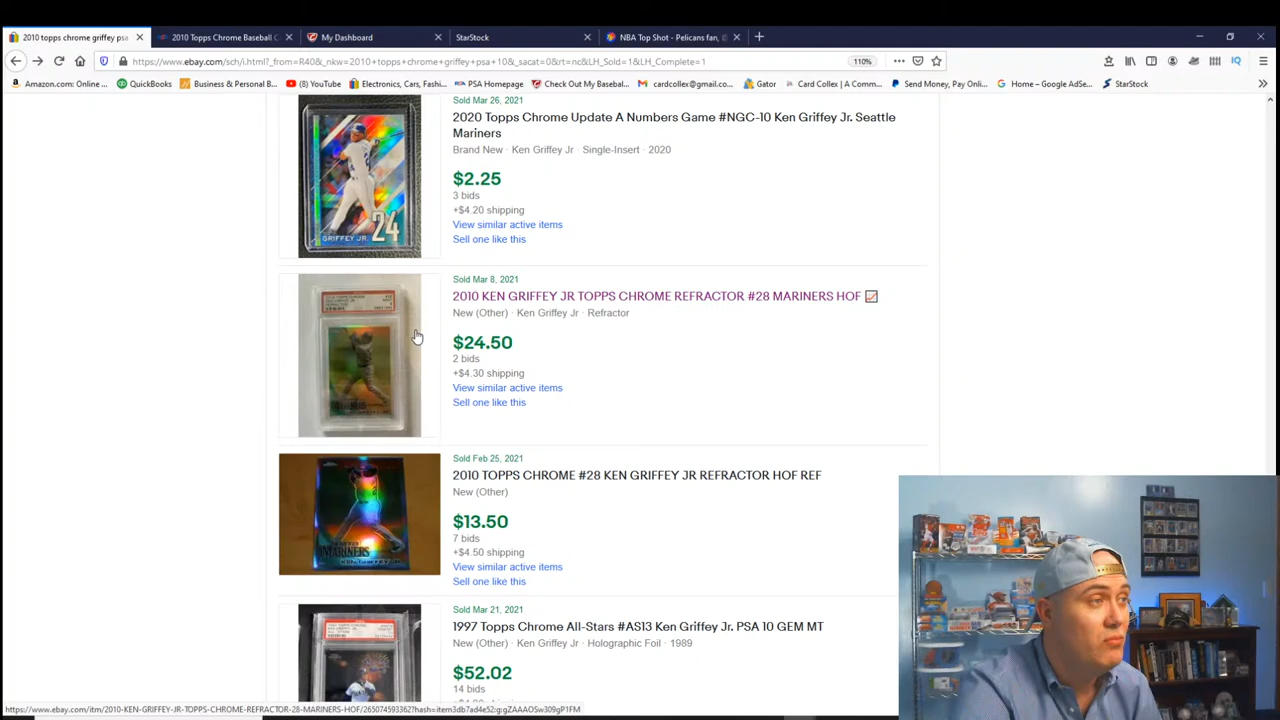 2010 topps chrome griffey psa
2010 Topps Chrome Baseball C
My Dashboard
StarStock
NBA Top Shot - Pelicans fan, I
https://www.ebay.com/sch/i.html?_from=R40&_nkw=2010+topps+chrome+griffey+psa+10&_sacat=0&rt=nc&LH_Sold=1&LH_Complete=1
110%
Amazon.com: Online ...
QuickBooks
Business & Personal B...
(8) YouTube
Electronics, Cars, Fash...
PSA Homepage
Check Out My Basebal...
cardcollex@gmail.co...
Gator
Card Collex | A Comm...
Send Money, Pay Onli...
Home – Google AdSe...
StarStock
Sold Mar 26, 2021
2020 Topps Chrome Update A Numbers Game #NGC-10 Ken Griffey Jr. Seattle
Mariners
Brand New · Ken Griffey Jr · Single-Insert · 2020
$2.25
3 bids
+$4.20 shipping
View similar active items
Sell one like this
24
GRIFFEY JR.
Sold Mar 8, 2021
2010 KEN GRIFFEY JR TOPPS CHROME REFRACTOR #28 MARINERS HOF
New (Other) · Ken Griffey Jr · Refractor
$24.50
2 bids
+$4.30 shipping
View similar active items
Sell one like this
Sold Feb 25, 2021
2010 TOPPS CHROME #28 KEN GRIFFEY JR REFRACTOR HOF REF
New (Other)
$13.50
7 bids
+$4.50 shipping
View similar active items
Sell one like this
MARINERS
Sold Mar 21, 2021
1997 Topps Chrome All-Stars #AS13 Ken Griffey Jr. PSA 10 GEM MT
New (Other) · Ken Griffey Jr · Holographic Foil · 1989
$52.02
14 bids
https://www.ebay.com/itm/2010-KEN-GRIFFEY-JR-TOPPS-CHROME-REFRACTOR-28-MARINERS-HOF/265074593362?hash=item3db7ad4e52:g:gZAAAOSw309gP1FM